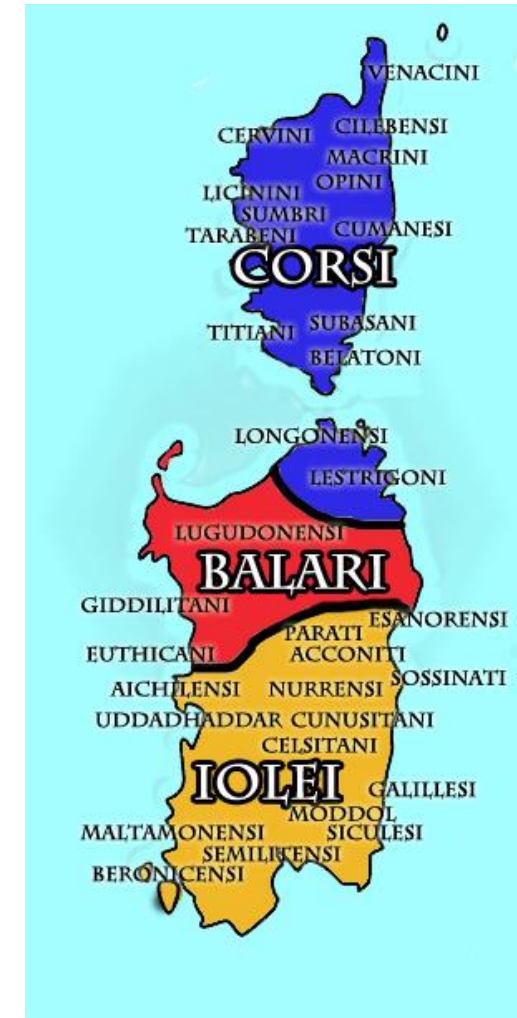 VENACINI
CERVINI CILEBENSI
MACRINI
LICININI OPINI
SUMBRI
TARABENI CUMANESI
CORSI
TITIANI SUBASANI
BELATONI
LONGONENSI
LESTRIGONI
LUGUDONENSI
BALARI
GIDDILITANI
ESANORENSI
PARATI
EUTHICANI ACCONITI
SOSSINATI
AICHILENSI NURRENSI
UDDADHADDAR CUNUSITANI
CELSITANI
IOLEI
GALILLESI
MODDOL
MALTAMONENSI SICULESI
SEMILITENSI
BERONICENSI